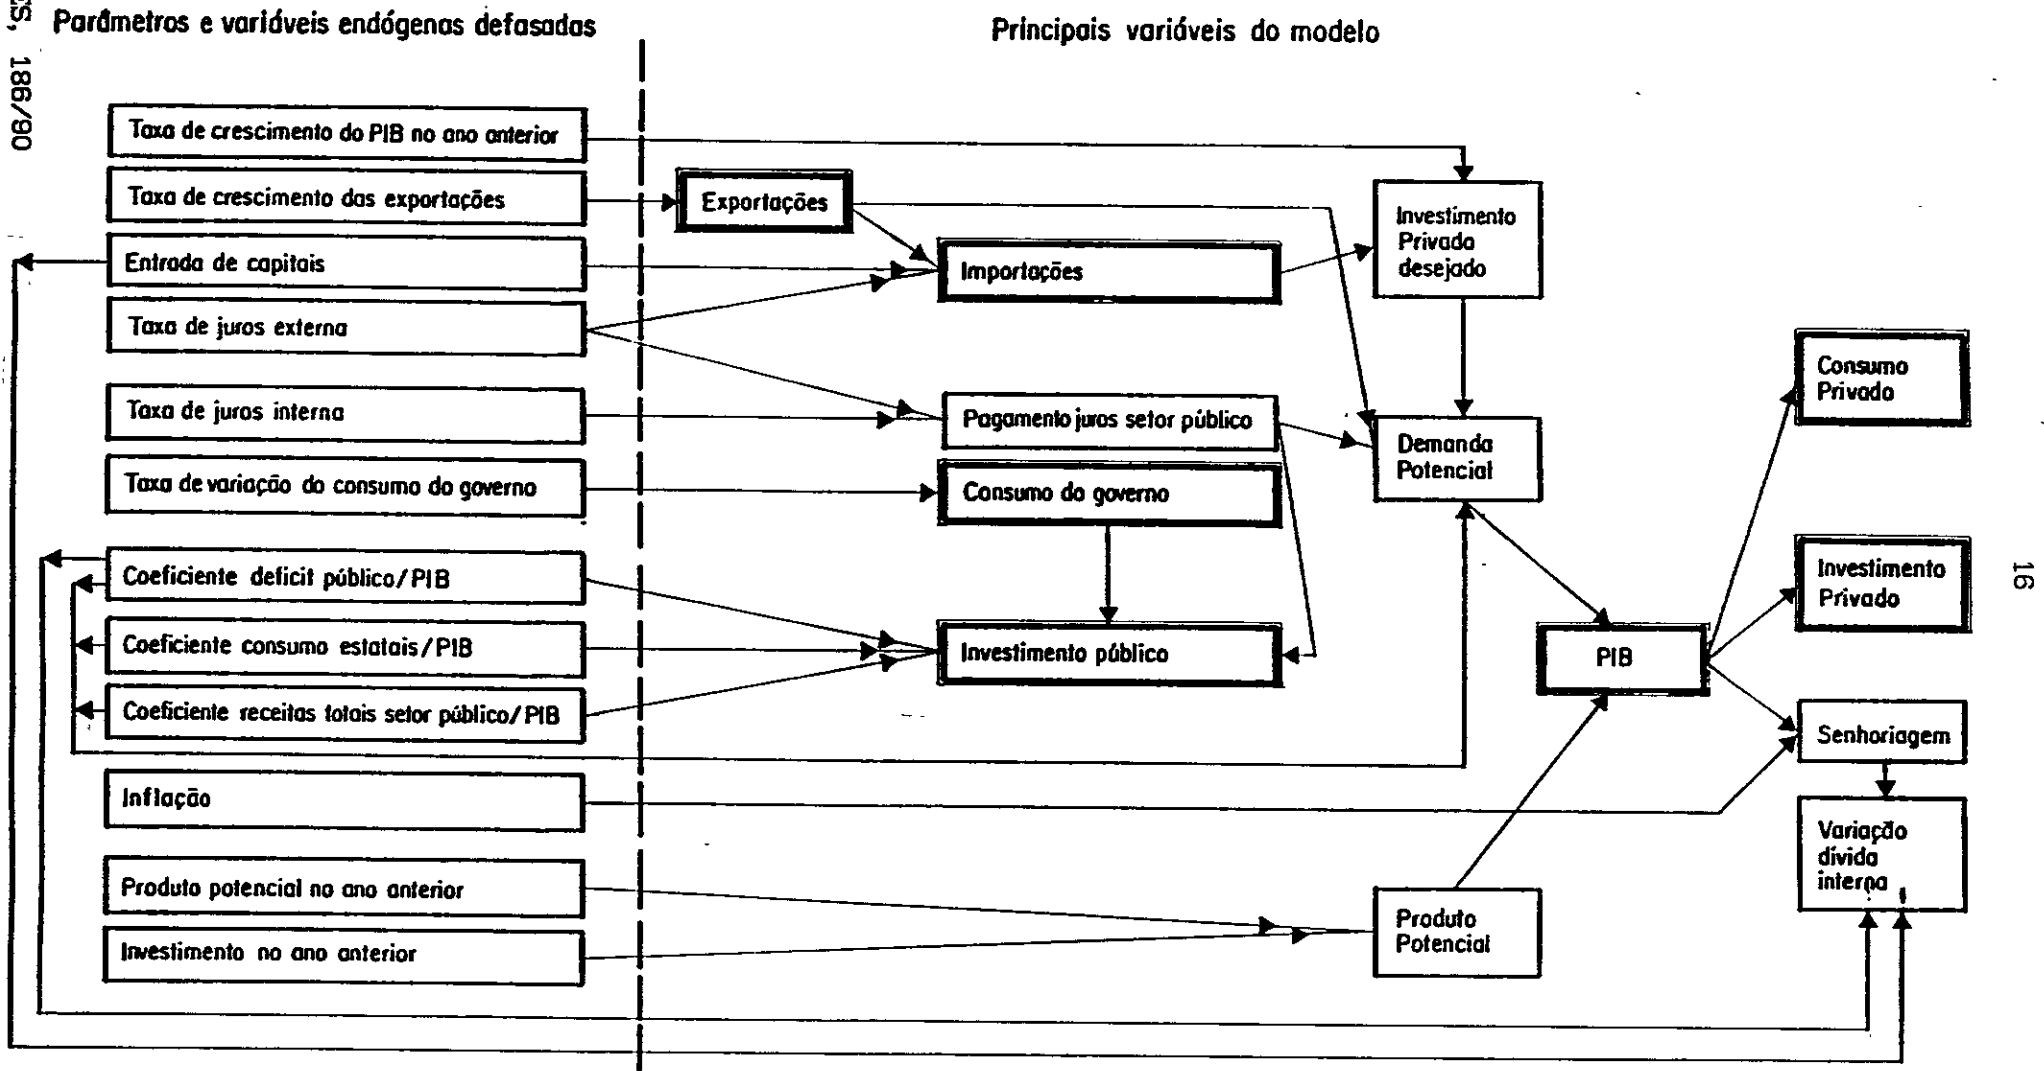 Parâmetros e variáveis endógenas defasadas
Principais variáveis do modelo
186/90
Taxa de crescimento do PIB no ano anterior
Taxa de crescimento das exportações
Entrada de capitais
Taxa de juros externa
Taxa de juros interna
Taxa de variação do consumo do governo
Coeficiente deficit público/PIB
Coeficiente consumo estatais/PIB
Coeficiente receitas totais setor público/PIB
Inflação
Produto potencial no ano anterior
Investimento no ano anterior
Exportações
Importações
Pagamento juros setor público
Consumo do governo
Investimento público
Investimento
Privado
desejado
Demanda
Potencial
Produto
Potencial
PIB
Consumo
Privado
Investimento
Privado
Senhoriagem
Variação
dívida
interna
16